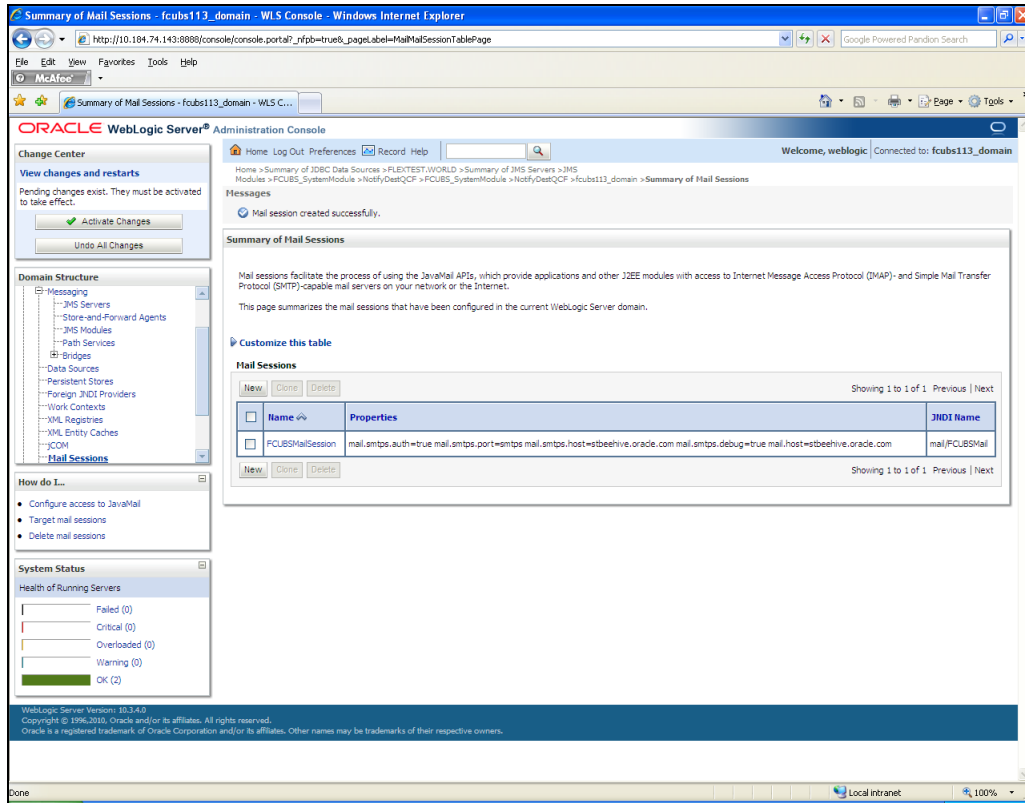 Summary of Mail Sessions - fcubs113_domain - WLS Console - Windows Internet Explorer
http://10.184.74.143:8888/console/console.portal?_nfpb=true&_pageLabel=MailMailSessionTablePage
Google Powered Pandion Search
File Edit View Favorites Tools Help
McAfee
Summary of Mail Sessions - fcubs113_domain - WLS C...
Page Tools
ORACLE WebLogic Server® Administration Console
Change Center
View changes and restarts
Pending changes exist. They must be activated
to take effect.
Activate Changes
Undo All Changes
Domain Structure
Messaging
JMS Servers
Store-and-Forward Agents
JMS Modules
Path Services
Bridges
Data Sources
Persistent Stores
Foreign JNDI Providers
Work Contexts
XML Registries
XML Entity Caches
jCOM
Mail Sessions
How do I...
Configure access to JavaMail
Target mail sessions
Delete mail sessions
System Status
Health of Running Servers
Failed (0)
Critical (0)
Overloaded (0)
Warning (0)
OK (2)
Home Log Out Preferences Record Help
Welcome, weblogic Connected to: fcubs113_domain
Home >Summary of JDBC Data Sources >FLEXTEST.WORLD >Summary of JMS Servers >JMS
Modules >FCUBS_SystemModule >NotifyDestQCF >FCUBS_SystemModule >NotifyDestQCF >fcubs113_domain >Summary of Mail Sessions
Messages
Mail session created successfully.
Summary of Mail Sessions
Mail sessions facilitate the process of using the JavaMail APIs, which provide applications and other J2EE modules with access to Internet Message Access Protocol (IMAP)- and Simple Mail Transfer
Protocol (SMTP)-capable mail servers on your network or the Internet.
This page summarizes the mail sessions that have been configured in the current WebLogic Server domain.
Customize this table
Mail Sessions
New Clone Delete Showing 1 to 1 of 1 Previous | Next
Name Properties JNDI Name
FCUBSMailSession mail.smtps.auth=true mail.smtps.port=smtps mail.smtps.host=stbeehive.oracle.com mail.smtps.debug=true mail.host=stbeehive.oracle.com mail/FCUBSMail
New Clone Delete Showing 1 to 1 of 1 Previous | Next
WebLogic Server Version: 10.3.4.0
Copyright © 1996,2010, Oracle and/or its affiliates. All rights reserved.
Oracle is a registered trademark of Oracle Corporation and/or its affiliates. Other names may be trademarks of their respective owners.
Done Local intranet 100%